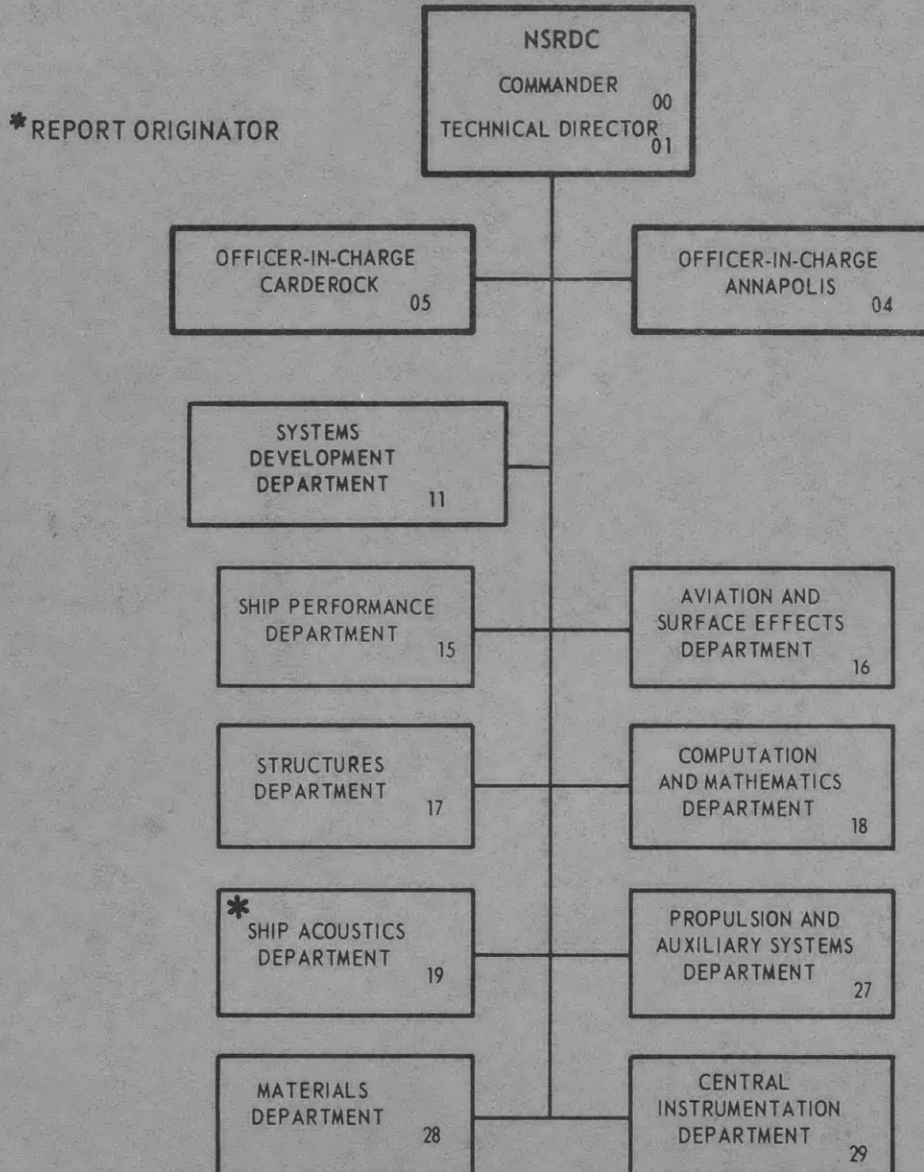 NSRDC
COMMANDER
00
TECHNICAL DIRECTOR
01
*REPORT ORIGINATOR
OFFICER-IN-CHARGE
CARDEROCK
05
OFFICER-IN-CHARGE
ANNAPOLIS
04
SYSTEMS
DEVELOPMENT
DEPARTMENT
11
SHIP PERFORMANCE
DEPARTMENT
15
AVIATION AND
SURFACE EFFECTS
DEPARTMENT
16
STRUCTURES
DEPARTMENT
17
COMPUTATION
AND MATHEMATICS
DEPARTMENT
18
*
SHIP ACOUSTICS
DEPARTMENT
19
PROPULSION AND
AUXILIARY SYSTEMS
DEPARTMENT
27
MATERIALS
DEPARTMENT
28
CENTRAL
INSTRUMENTATION
DEPARTMENT
29